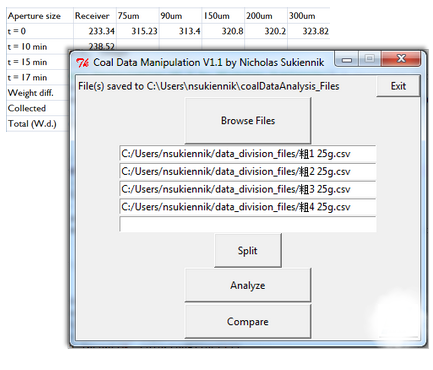 Aperture size Receiver 75um 90um 150um 200um 300um
t = 0 233.34 315.23 313.4 320.8 320.2 323.82
t = 10 min 238.52
t = 15 min
t = 17 min
Weight diff.
Collected
Total (W.d.)
Coal Data Manipulation V1.1 by Nicholas Sukiennik
File(s) saved to C:\Users\nsukiennik\coalDataAnalysis_Files Exit
Browse Files
C:/Users/nsukiennik/data_division_files/粗1 25g.csv
C:/Users/nsukiennik/data_division_files/粗2 25g.csv
C:/Users/nsukiennik/data_division_files/粗3 25g.csv
C:/Users/nsukiennik/data_division_files/粗4 25g.csv
Split
Analyze
Compare